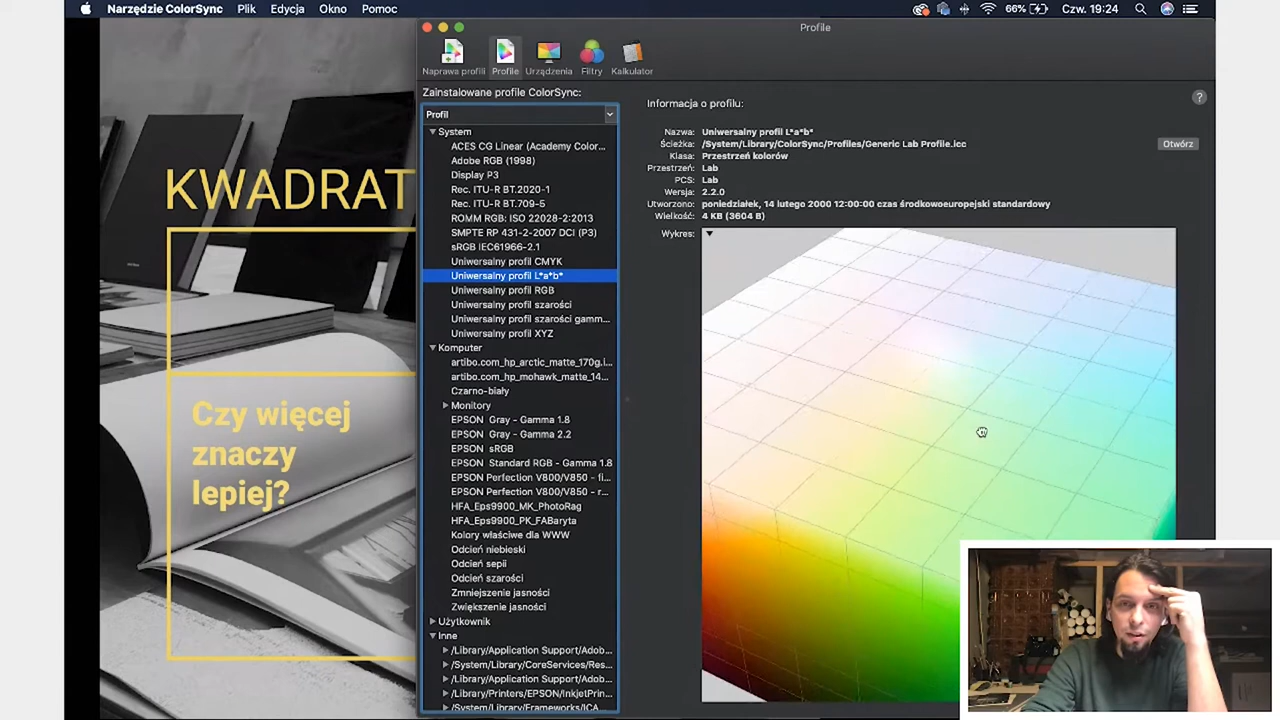 Narzędzie ColorSync Plik Edycja Okno Pomoc 66% Czw. 19:24
Profile
Naprawa profili Profile Urządzenia Filtry Kalkulator
Zainstalowane profile ColorSync:
Profil
System
ACES CG Linear (Academy Color...
Adobe RGB (1998)
Display P3
Rec. ITU-R BT.2020-1
Rec. ITU-R BT.709-5
ROMM RGB: ISO 22028-2:2013
SMPTE RP 431-2-2007 DCI (P3)
sRGB IEC61966-2.1
Uniwersalny profil CMYK
Uniwersalny profil L*a*b*
Uniwersalny profil RGB
Uniwersalny profil szarości
Uniwersalny profil szarości gamm...
Uniwersalny profil XYZ
Komputer
artibo.com_hp_arctic_matte_170g.i...
artibo.com_hp_mohawk_matte_14...
Czarno-biały
Monitory
EPSON Gray - Gamma 1.8
EPSON Gray - Gamma 2.2
EPSON sRGB
EPSON Standard RGB - Gamma 1.8
EPSON Perfection V800/V850 - fi...
EPSON Perfection V800/V850 - r...
HFA_Eps9900_MK_PhotoRag
HFA_Eps9900_PK_FABaryta
Kolory właściwe dla WWW
Odcień niebieski
Odcień sepii
Odcień szarości
Zmniejszenie jasności
Zwiększenie jasności
Użytkownik
Inne
/Library/Application Support/Adob...
/System/Library/CoreServices/Res...
/Library/Application Support/Adob...
/Library/Printers/EPSON/InkjetPrin...
/System/Library/Frameworks/ICA...
Informacja o profilu:
?
Nazwa: Uniwersalny profil L*a*b*
Ścieżka: /System/Library/ColorSync/Profiles/Generic Lab Profile.icc
Otwórz
Klasa: Przestrzeń kolorów
Przestrzeń: Lab
PCS: Lab
Wersja: 2.2.0
Utworzono: poniedziałek, 14 lutego 2000 12:00:00 czas środkowoeuropejski standardowy
Wielkość: 4 KB (3604 B)
Wykres:
KWADRAT
Czy więcej
znaczy
lepiej?